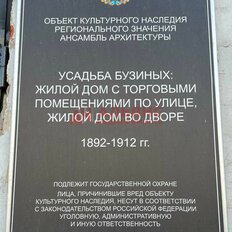 ОБЪЕКТ КУЛЬТУРНОГО НАСЛЕДИЯ
РЕГИОНАЛЬНОГО ЗНАЧЕНИЯ
АНСАМБЛЬ АРХИТЕКТУРЫ
УСАДЬБА БУЗИНЫХ:
ЖИЛОЙ ДОМ С ТОРГОВЫМИ
ПОМЕЩЕНИЯМИ ПО УЛИЦЕ,
ЖИЛОЙ ДОМ ВО ДВОРЕ
1892-1912 гг.
ПОДЛЕЖИТ ГОСУДАРСТВЕННОЙ ОХРАНЕ
ЛИЦА, ПРИЧИНИВШИЕ ВРЕД ОБЪЕКТУ
КУЛЬТУРНОГО НАСЛЕДИЯ, НЕСУТ В СООТВЕТСТВИИ
С ЗАКОНОДАТЕЛЬСТВОМ РОССИЙСКОЙ ФЕДЕРАЦИИ
УГОЛОВНУЮ, АДМИНИСТРАТИВНУЮ
И ИНУЮ ОТВЕТСТВЕННОСТЬ